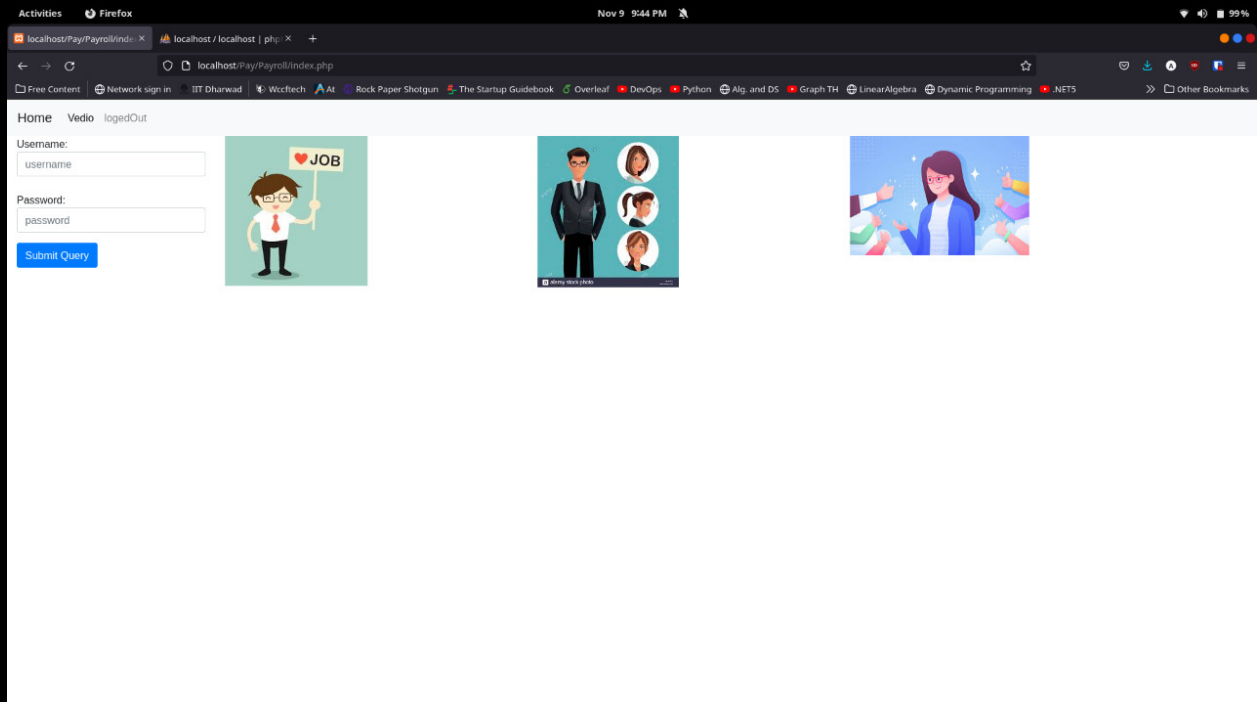 Activities Firefox Nov 9 9:44 PM 99%
localhost/Pay/Payroll/inde localhost / localhost | php
localhost/Pay/Payroll/index.php
Free Content Network sign in IIT Dharwad Wccftech At Rock Paper Shotgun The Startup Guidebook Overleaf DevOps Python Alg. and DS Graph TH LinearAlgebra Dynamic Programming .NET5 Other Bookmarks
Home Vedio logedOut
Username:
username
Password:
password
Submit Query
JOB
alamy stock photo